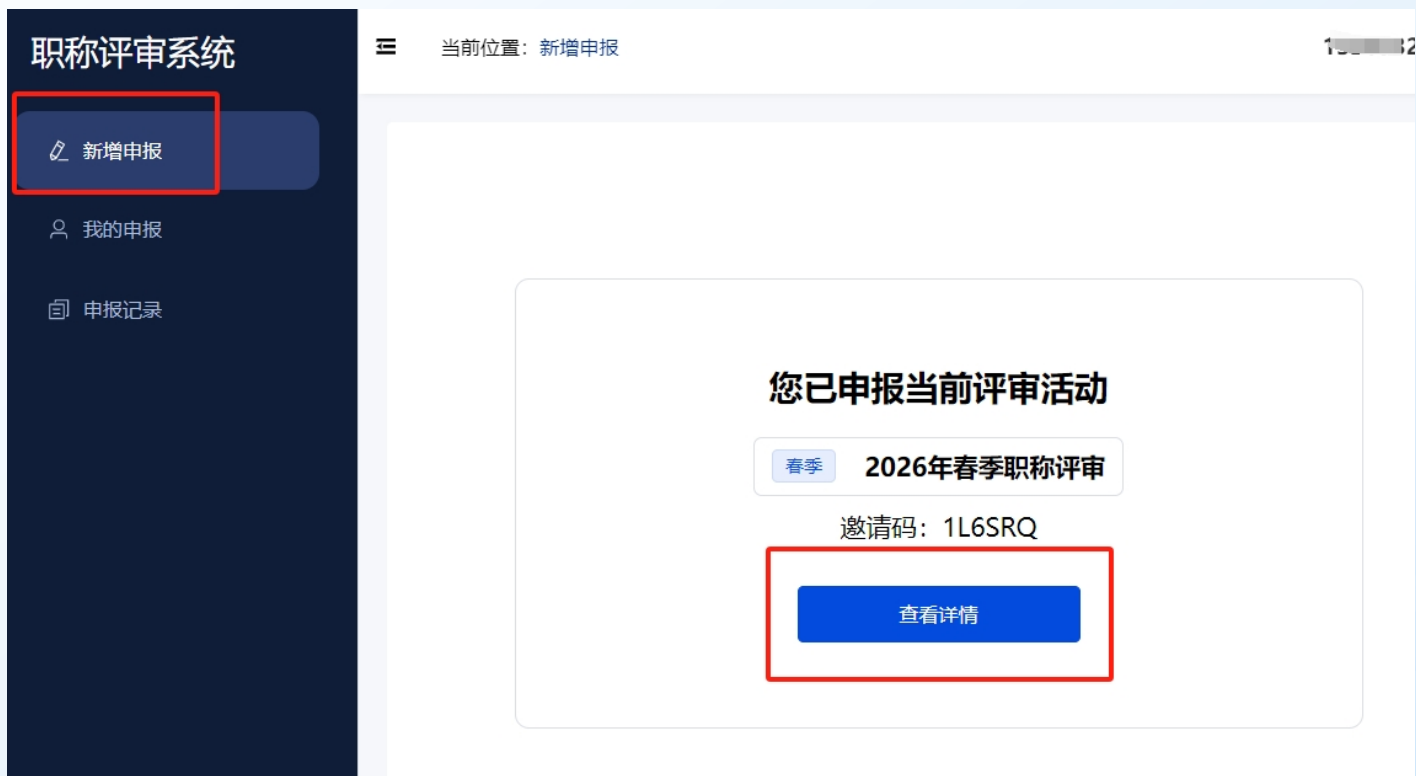 职称评审系统
当前位置：新增申报
新增申报
我的申报
申报记录
您已申报当前评审活动
春季 2026年春季职称评审
邀请码：1L6SRQ
查看详情